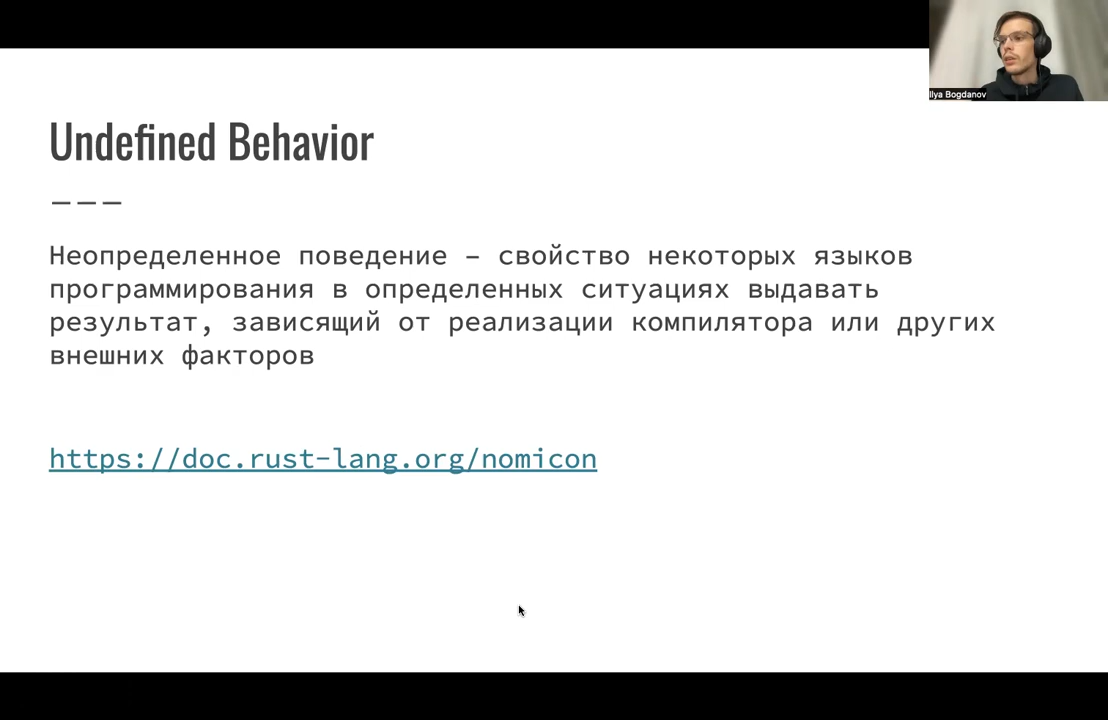 Ilya Bogdanov
Undefined Behavior
———
Неопределенное поведение – свойство некоторых языков
программирования в определенных ситуациях выдавать
результат, зависящий от реализации компилятора или других
внешних факторов
https://doc.rust-lang.org/nomicon